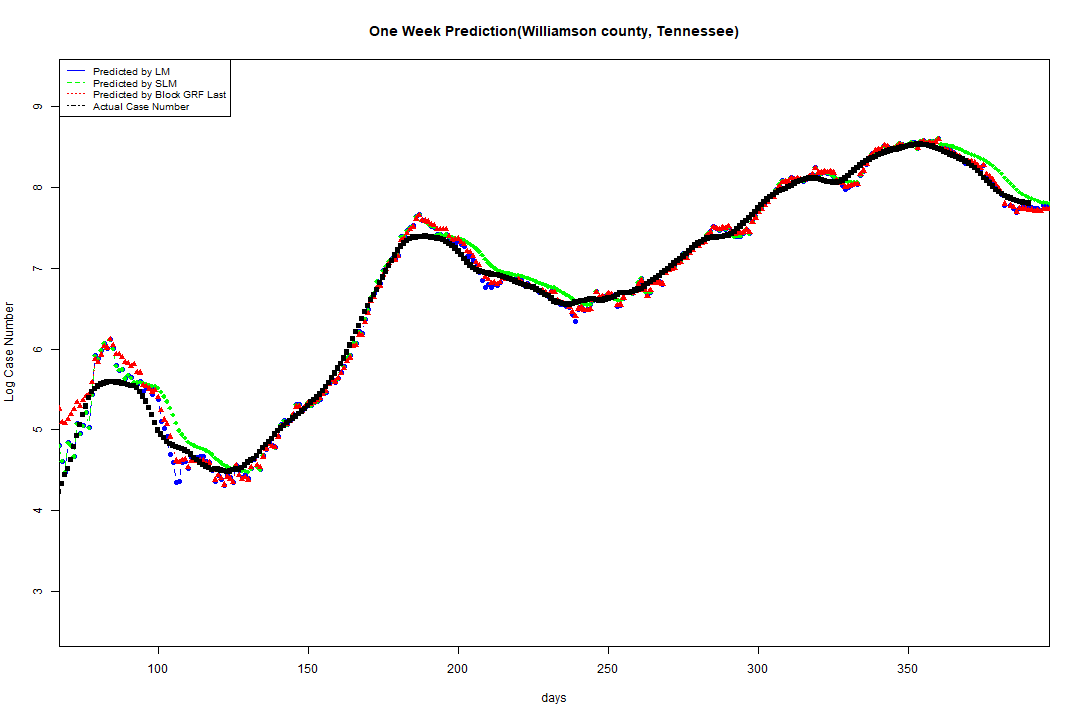 One Week Prediction(Williamson county, Tennessee)
Predicted by LM
Predicted by SLM
Predicted by Block GRF Last
Actual Case Number
9
8
7
6
5
4
3
Log Case Number
100 150 200 250 300 350
days